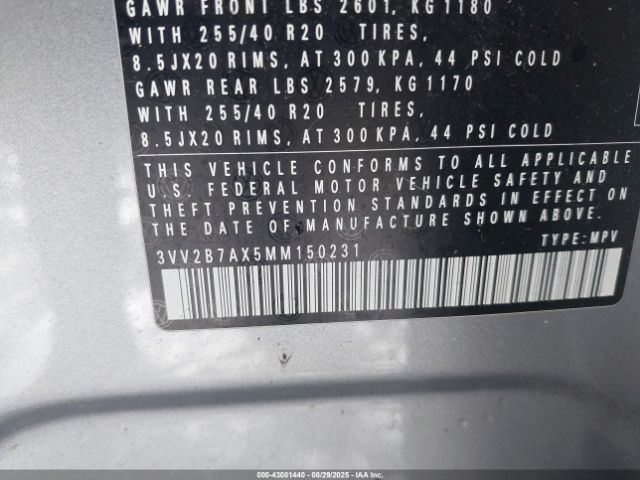 GAWR FRONT LBS 2601, KG 1180
WITH 255/40 R20 TIRES,
8.5JX20 RIMS, AT 300 KPA, 44 PSI COLD
GAWR REAR LBS 2579, KG 1170
WITH 255/40 R20 TIRES,
8.5JX20 RIMS, AT 300 KPA, 44 PSI COLD
THIS VEHICLE CONFORMS TO ALL APPLICABLE
U.S. FEDERAL MOTOR VEHICLE SAFETY AND
THEFT PREVENTION STANDARDS IN EFFECT ON
THE DATE OF MANUFACTURE SHOWN ABOVE.
3VV2B7AX5MM150231 TYPE: MPV
000-43081440 - 08/29/2025 - IAAI.COM